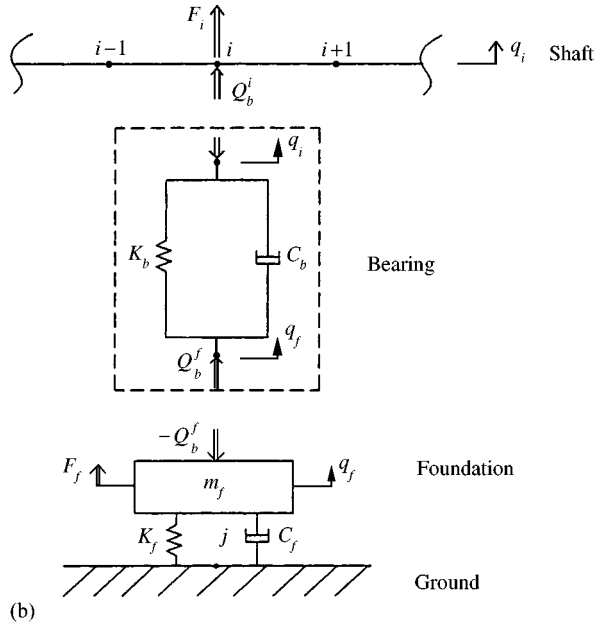 F_i
i−1 i i+1 q_i Shaft
Q_b^i
q_i
K_b C_b Bearing
q_f
Q_b^f
−Q_b^f
F_f m_f q_f Foundation
K_f j C_f
Ground
(b)